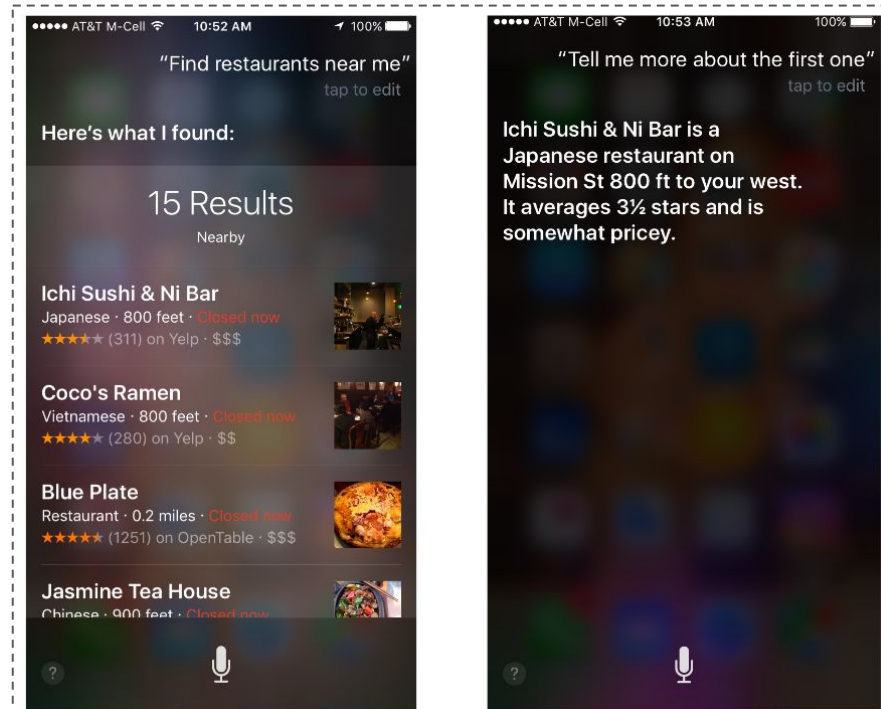 AT&T M-Cell 10:52 AM 100%
“Find restaurants near me”
tap to edit
Here’s what I found:
15 Results
Nearby
Ichi Sushi & Ni Bar
Japanese · 800 feet · Closed now
(311) on Yelp · $$$
Coco's Ramen
Vietnamese · 800 feet · Closed now
(280) on Yelp · $$
Blue Plate
Restaurant · 0.2 miles · Closed now
(1251) on OpenTable · $$$
Jasmine Tea House
Chinese · 900 feet · Closed now
?
AT&T M-Cell 10:53 AM 100%
“Tell me more about the first one”
tap to edit
Ichi Sushi & Ni Bar is a
Japanese restaurant on
Mission St 800 ft to your west.
It averages 3½ stars and is
somewhat pricey.
?